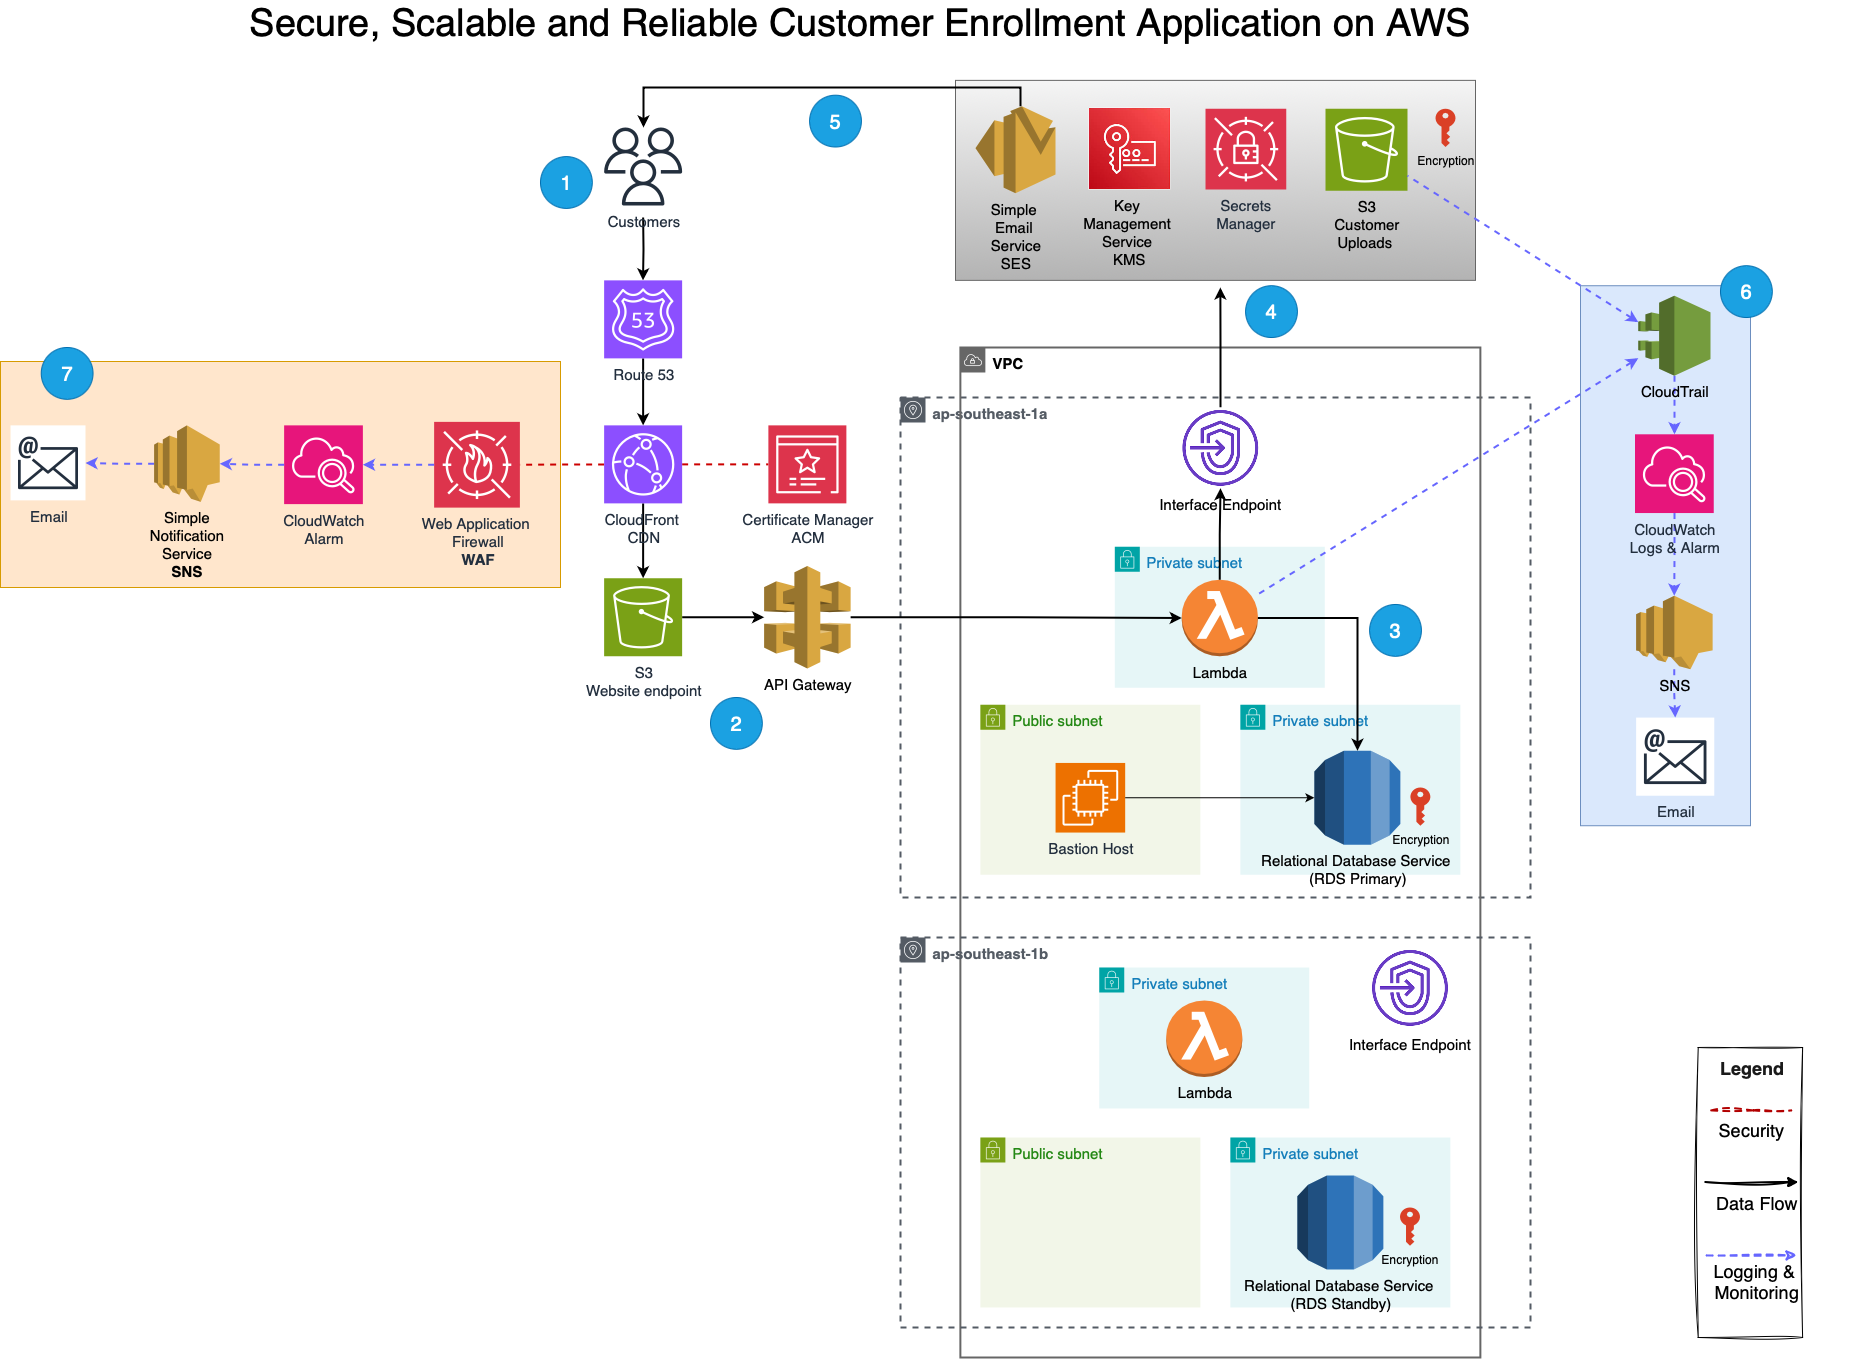 Secure, Scalable and Reliable Customer Enrollment Application on AWS
5
1
Customers
Simple
Email
Service
SES
Key
Management
Service
KMS
Secrets
Manager
S3
Customer
Uploads
Encryption
4
6
53
Route 53
7
@
Email
Simple
Notification
Service
SNS
CloudWatch
Alarm
Web Application
Firewall
WAF
CloudFront
CDN
Certificate Manager
ACM
S3
Website endpoint
2
API Gateway
VPC
ap-southeast-1a
Interface Endpoint
Private subnet
Lambda
3
Public subnet
Bastion Host
Private subnet
Encryption
Relational Database Service
(RDS Primary)
CloudTrail
CloudWatch
Logs & Alarm
SNS
@
Email
ap-southeast-1b
Private subnet
Lambda
Interface Endpoint
Public subnet
Private subnet
Encryption
Relational Database Service
(RDS Standby)
Legend
Security
Data Flow
Logging &
Monitoring